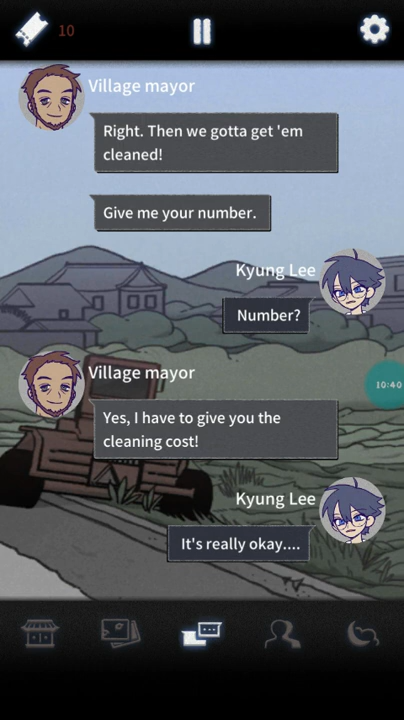 10
Village mayor
Right. Then we gotta get 'em
cleaned!
Give me your number.
Kyung Lee
Number?
Village mayor
10:40
Yes, I have to give you the
cleaning cost!
Kyung Lee
It's really okay....